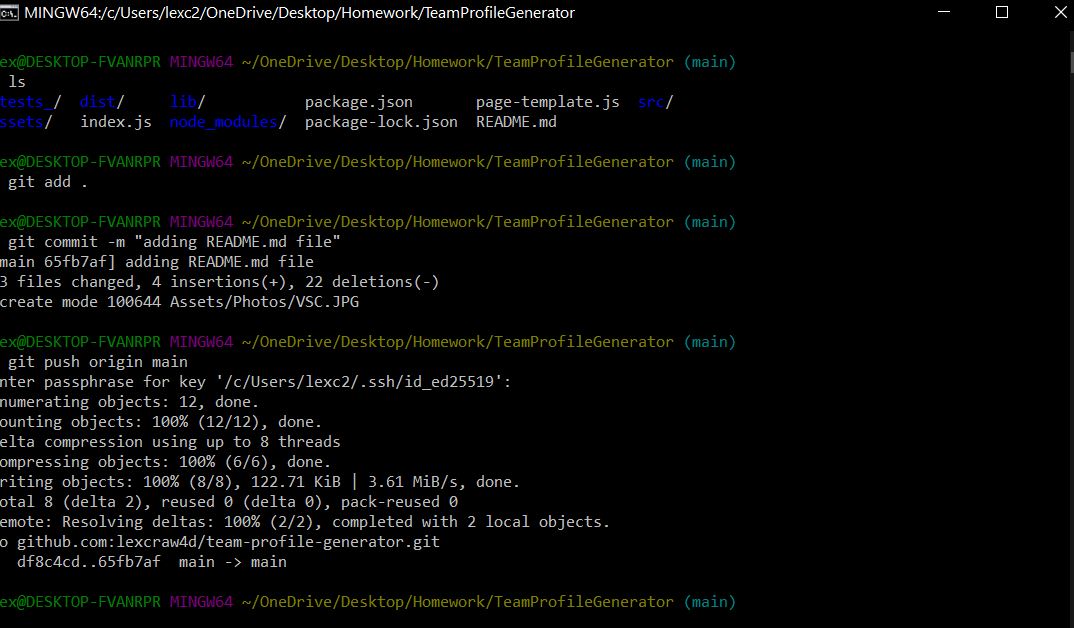 MINGW64:/c/Users/lexc2/OneDrive/Desktop/Homework/TeamProfileGenerator
ex@DESKTOP-FVANRPR MINGW64 ~/OneDrive/Desktop/Homework/TeamProfileGenerator (main)
ls
tests_/ dist/ lib/ package.json page-template.js src/
ssets/ index.js node_modules/ package-lock.json README.md
ex@DESKTOP-FVANRPR MINGW64 ~/OneDrive/Desktop/Homework/TeamProfileGenerator (main)
git add .
ex@DESKTOP-FVANRPR MINGW64 ~/OneDrive/Desktop/Homework/TeamProfileGenerator (main)
git commit -m "adding README.md file"
main 65fb7af] adding README.md file
3 files changed, 4 insertions(+), 22 deletions(-)
create mode 100644 Assets/Photos/VSC.JPG
ex@DESKTOP-FVANRPR MINGW64 ~/OneDrive/Desktop/Homework/TeamProfileGenerator (main)
git push origin main
nter passphrase for key '/c/Users/lexc2/.ssh/id_ed25519':
numerating objects: 12, done.
ounting objects: 100% (12/12), done.
elta compression using up to 8 threads
ompressing objects: 100% (6/6), done.
riting objects: 100% (8/8), 122.71 KiB | 3.61 MiB/s, done.
otal 8 (delta 2), reused 0 (delta 0), pack-reused 0
emote: Resolving deltas: 100% (2/2), completed with 2 local objects.
o github.com:lexcraw4d/team-profile-generator.git
df8c4cd..65fb7af main -> main
ex@DESKTOP-FVANRPR MINGW64 ~/OneDrive/Desktop/Homework/TeamProfileGenerator (main)